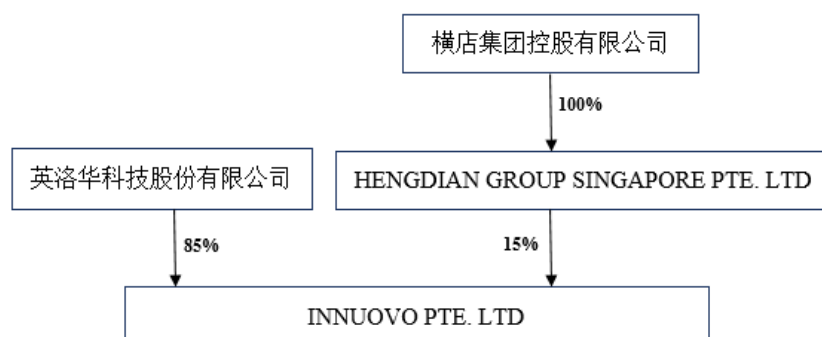 横店集团控股有限公司
100%
英洛华科技股份有限公司
HENGDIAN GROUP SINGAPORE PTE. LTD
85%
15%
INNUOVO PTE. LTD